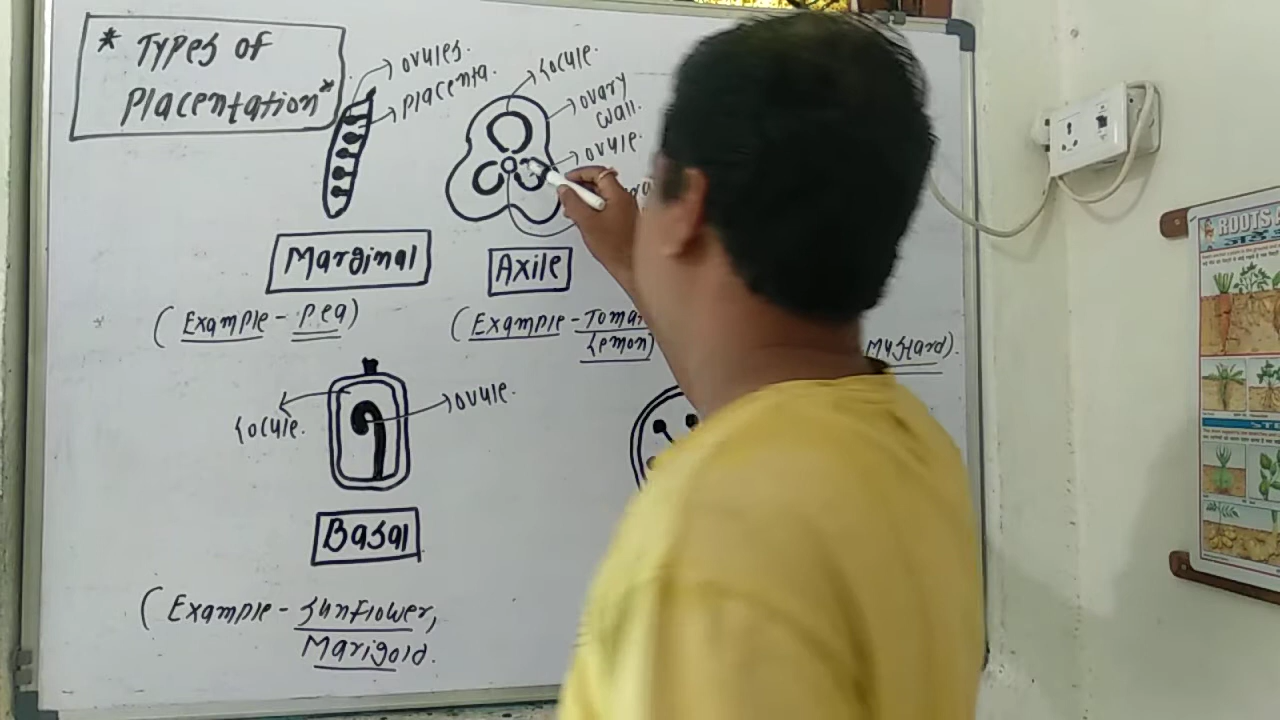 * Types of
Placentation *
ovules.
Placenta.
Locule.
ovary
wall.
ovule.
Marginal
Axile
(Example - Pea)
(Example -
Lemon)
Mustard).
Locule.
ovule.
Basal
(Example - Sunflower,
Marigold.
ROOTS